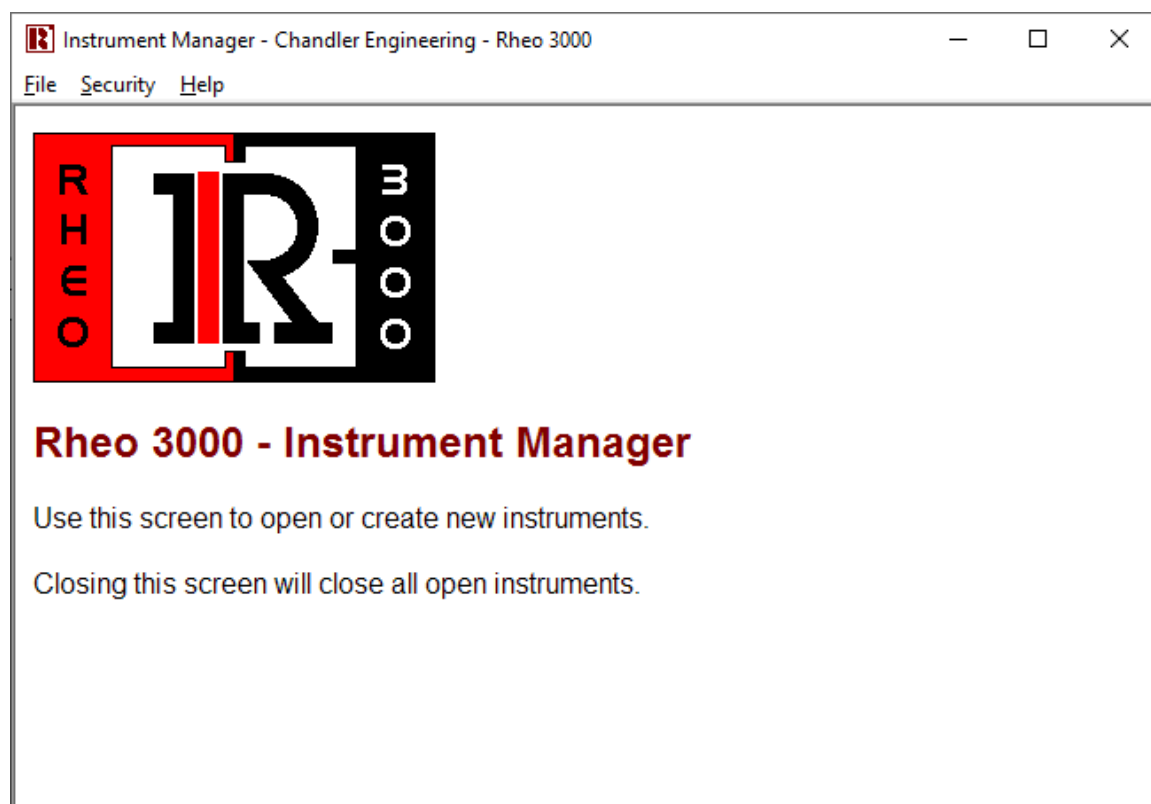 Instrument Manager - Chandler Engineering - Rheo 3000
File Security Help
RHEO
R
3000
Rheo 3000 - Instrument Manager
Use this screen to open or create new instruments.
Closing this screen will close all open instruments.